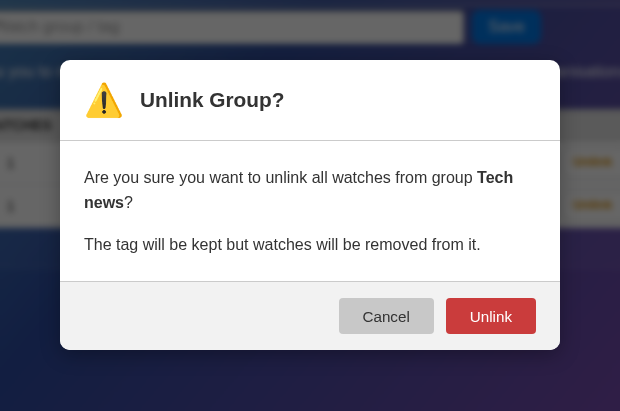 Save
Unlink Group?
Are you sure you want to unlink all watches from group Tech
news?
The tag will be kept but watches will be removed from it.
Cancel
Unlink